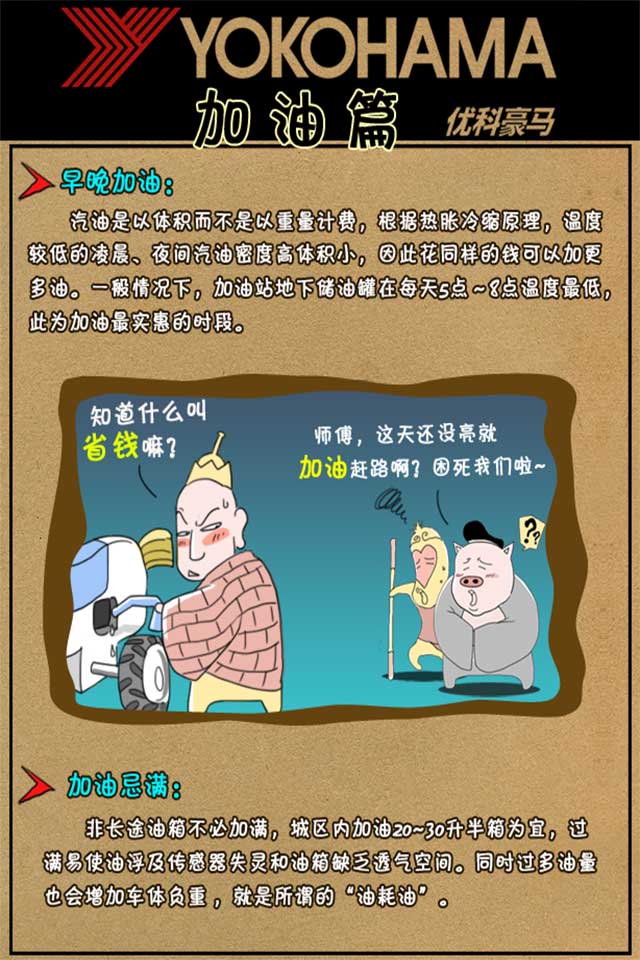 YOKOHAMA
加油篇
优科豪马
早晚加油：
汽油是以体积而不是以重量计费，根据热胀冷缩原理，温度
较低的凌晨、夜间汽油密度高体积小，因此花同样的钱可以加更
多油。一般情况下，加油站地下储油罐在每天5点～8点温度最低，
此为加油最实惠的时段。
知道什么叫
省钱嘛？
师傅，这天还没亮就
加油赶路啊？困死我们啦~
??
加油忌满：
非长途油箱不必加满，城区内加油20~30升半箱为宜，过
满易使油浮及传感器失灵和油箱缺乏透气空间。同时过多油量
也会增加车体负重，就是所谓的“油耗油”。